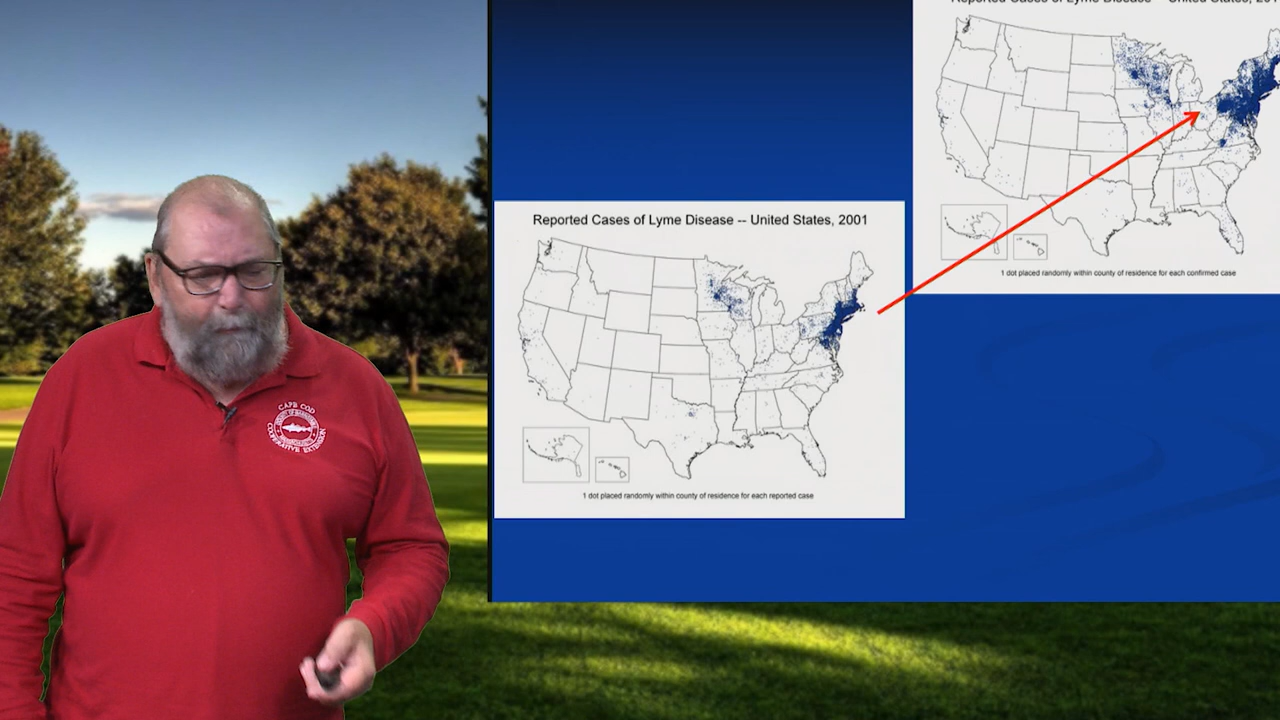 Reported Cases of Lyme Disease -- United States, 2001
1 dot placed randomly within county of residence for each reported case
Reported Cases of Lyme Disease -- United States,
1 dot placed randomly within county of residence for each confirmed case
CAPE COD
COOPERATIVE EXTENSION